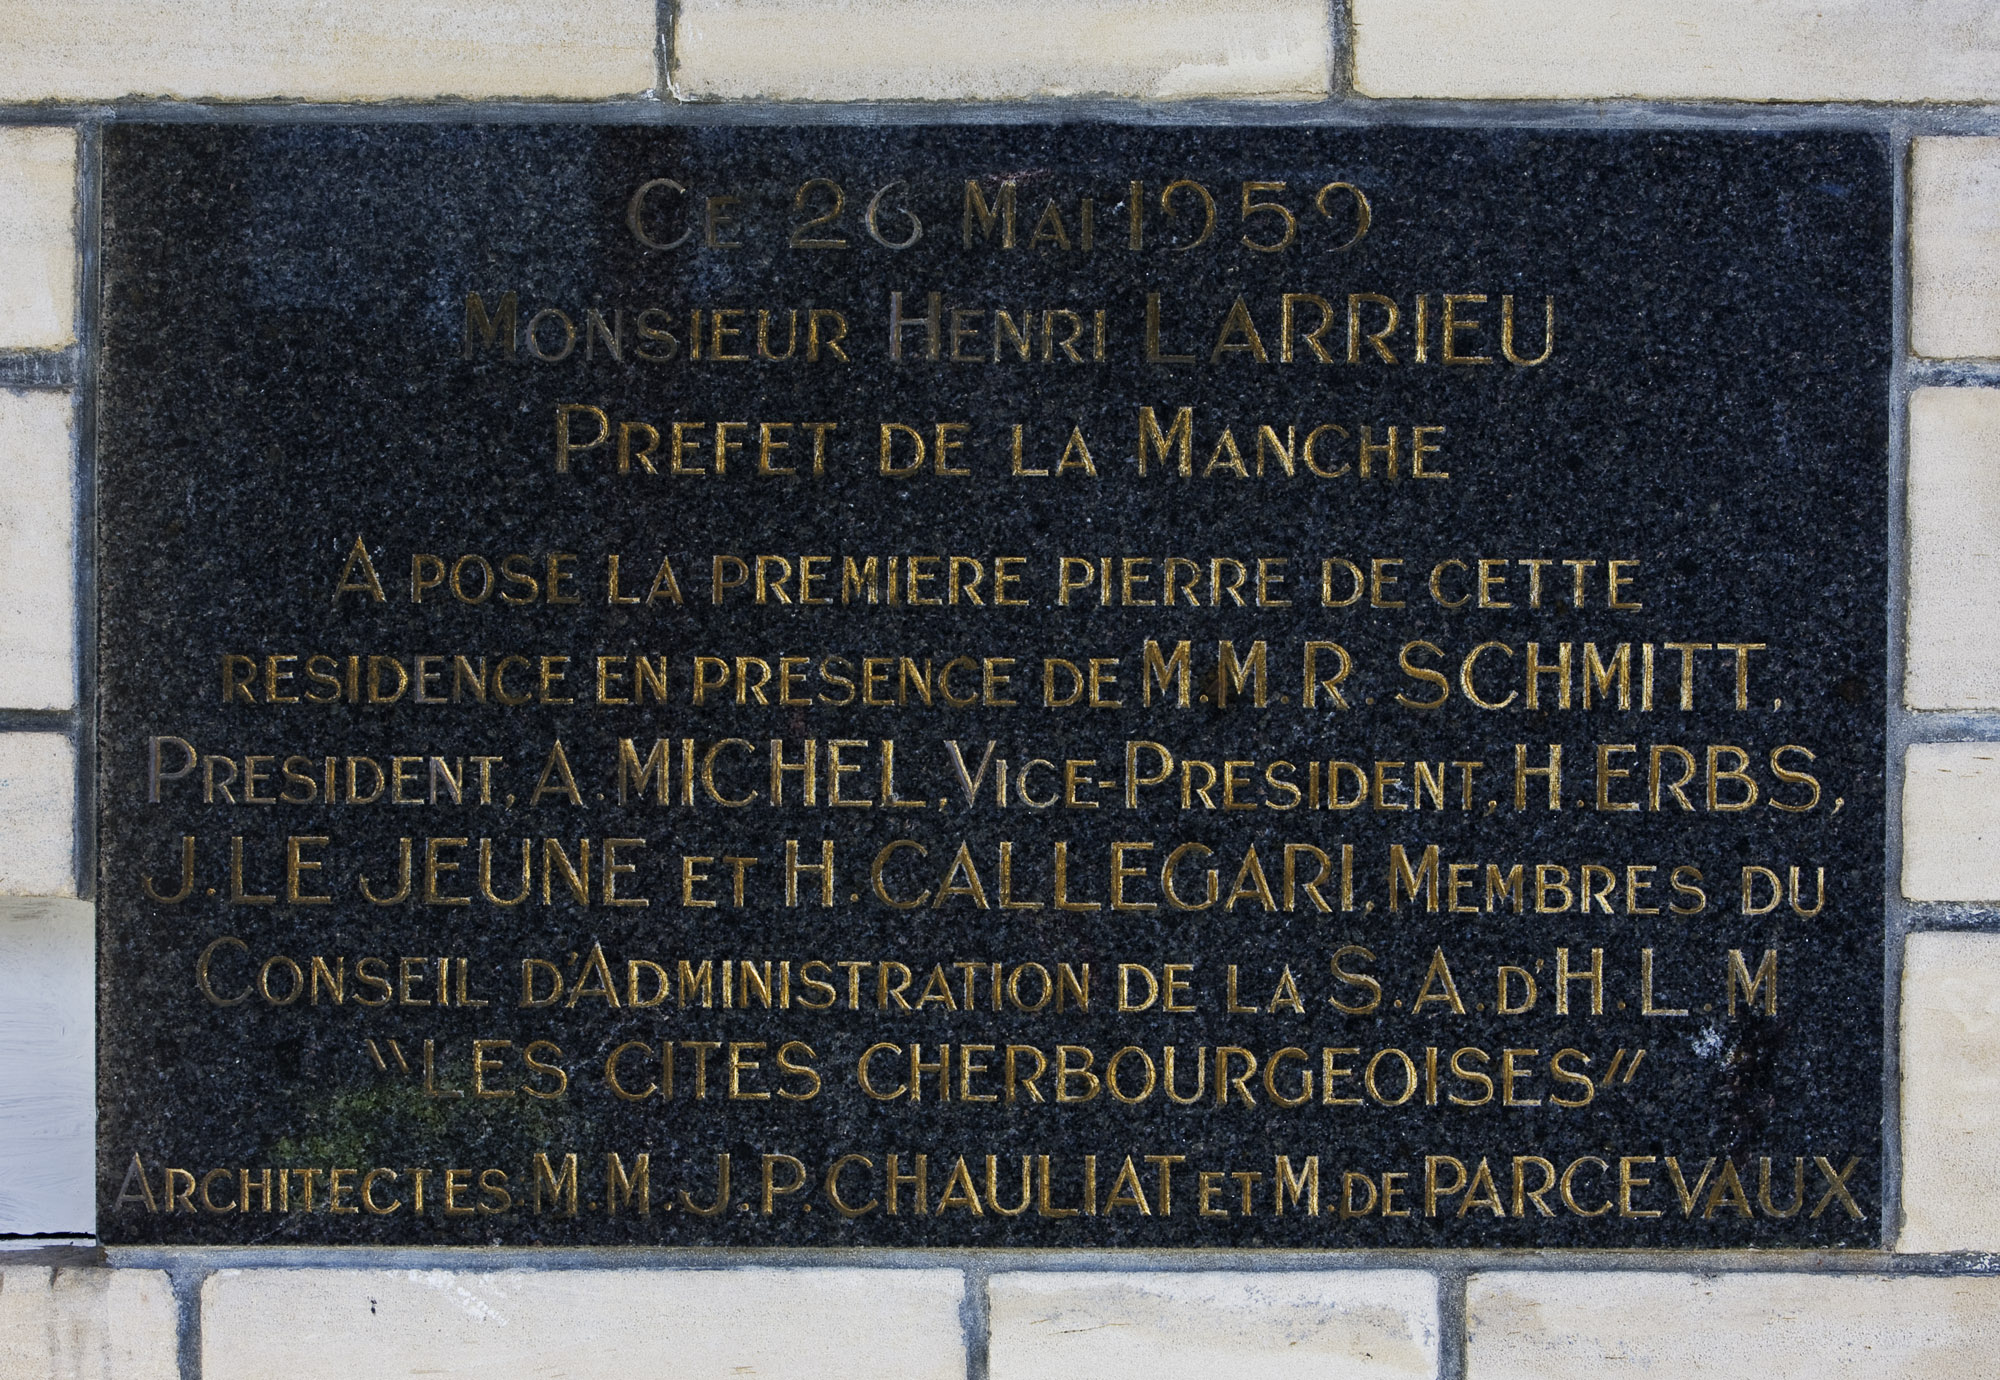 Ce 26 Mai 1959
Monsieur Henri LARRIEU
Prefet de la Manche
A pose la premiere pierre de cette
residence en presence de M.M.R. SCHMITT,
President, A. MICHEL, Vice-President, H. ERBS,
J. LE JEUNE et H. CALLEGARI, Membres du
Conseil d'Administration de la S.A. d'H.L.M
"LES CITES CHERBOURGEOISES"
Architectes M.M. J.P. CHAULIAT et M. de PARCEVAUX